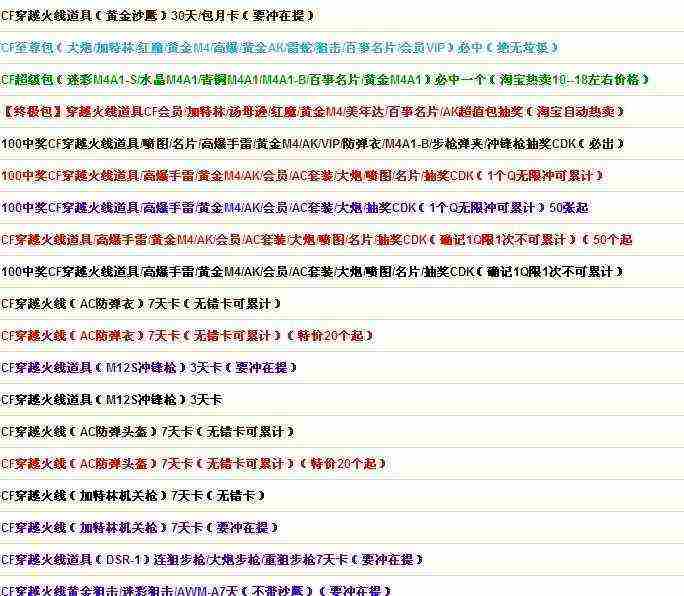 CF穿越火线道具（黄金沙鹰）30天/包月卡（要冲在提）
CF至尊包（大炮/加特林/红魔/黄金M4/高爆/黄金AK/雷蛇/狙击/百事名片/会员VIP）必中（绝无垃圾）
CF超级包（迷彩M4A1-S/水晶M4A1/青铜M4A1/M4A1-B/百事名片/黄金M4A1）必中一个（淘宝热卖10--18左右价格）
【终极包】穿越火线道具CF会员/加特林/汤姆逊/红魔/黄金M4/美年达/百事名片/AK超值包抽奖（淘宝自动热卖）
100中奖CF穿越火线道具/喷图/名片/高爆手雷/黄金M4/AK/VIP/防弹衣/M4A1-B/步枪弹夹/冲锋枪抽奖CDK（必出）
100中奖CF穿越火线道具/高爆手雷/黄金M4/AK/会员/AC套装/大炮/喷图/名片/抽奖CDK（1个Q无限冲可累计）
100中奖CF穿越火线道具/高爆手雷/黄金M4/AK/会员/AC套装/大炮/抽奖CDK（1个Q无限冲可累计）50张起
CF穿越火线道具/高爆手雷/黄金M4/AK/会员/AC套装/大炮/喷图/名片/抽奖CDK（确记1Q限1次不可累计）（50个起
100中奖CF穿越火线道具/高爆手雷/黄金M4/AK/会员/AC套装/大炮/喷图/名片/抽奖CDK（确记1Q限1次不可累计）
CF穿越火线（AC防弹衣）7天卡（无错卡可累计）
CF穿越火线（AC防弹衣）7天卡（无错卡可累计）（特价20个起）
CF穿越火线道具（M12S冲锋枪）3天卡（要冲在提）
CF穿越火线道具（M12S冲锋枪）3天卡
CF穿越火线（AC防弹头盔）7天卡（无错卡可累计）
CF穿越火线（AC防弹头盔）7天卡（无错卡可累计）（特价20个起）
CF穿越火线（加特林机关枪）7天卡（无错卡）
CF穿越火线（加特林机关枪）7天卡（要冲在提）
CF穿越火线道具（DSR-1）连狙步枪/大炮步枪/重狙步枪7天卡（要冲在提）
CF穿越火线黄金狙击/迷彩狙击/AWM-A7天（不带沙鹰）（要冲在提）